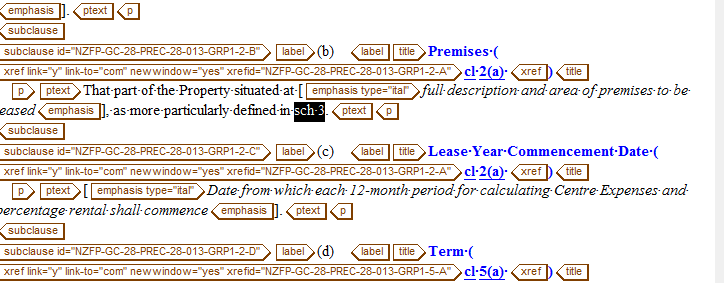 emphasis ]. ptext p
subclause
subclause id="NZFP-GC-28-PREC-28-013-GRP1-2-B" label (b) label title Premises (
xref link="y" link-to="com" newwindow="yes" xrefid="NZFP-GC-28-PREC-28-013-GRP1-2-A" cl·2(a)· xref ) title
p ptext That·part·of·the·Property·situated·at·[ emphasis type="ital" full·description·and·area·of·premises·to·be·
eased emphasis ],·as·more·particularly·defined·in·sch·3. ptext p
subclause
subclause id="NZFP-GC-28-PREC-28-013-GRP1-2-C" label (c) label title Lease·Year·Commencement·Date·(
xref link="y" link-to="com" newwindow="yes" xrefid="NZFP-GC-28-PREC-28-013-GRP1-2-A" cl·2(a)· xref ) title
p ptext [ emphasis type="ital" Date·from·which·each·12-month·period·for·calculating·Centre·Expenses·and·
percentage·rental·shall·commence emphasis ]. ptext p
subclause
subclause id="NZFP-GC-28-PREC-28-013-GRP1-2-D" label (d) label title Term·(
xref link="y" link-to="com" newwindow="yes" xrefid="NZFP-GC-28-PREC-28-013-GRP1-5-A" cl·5(a)· xref ) title